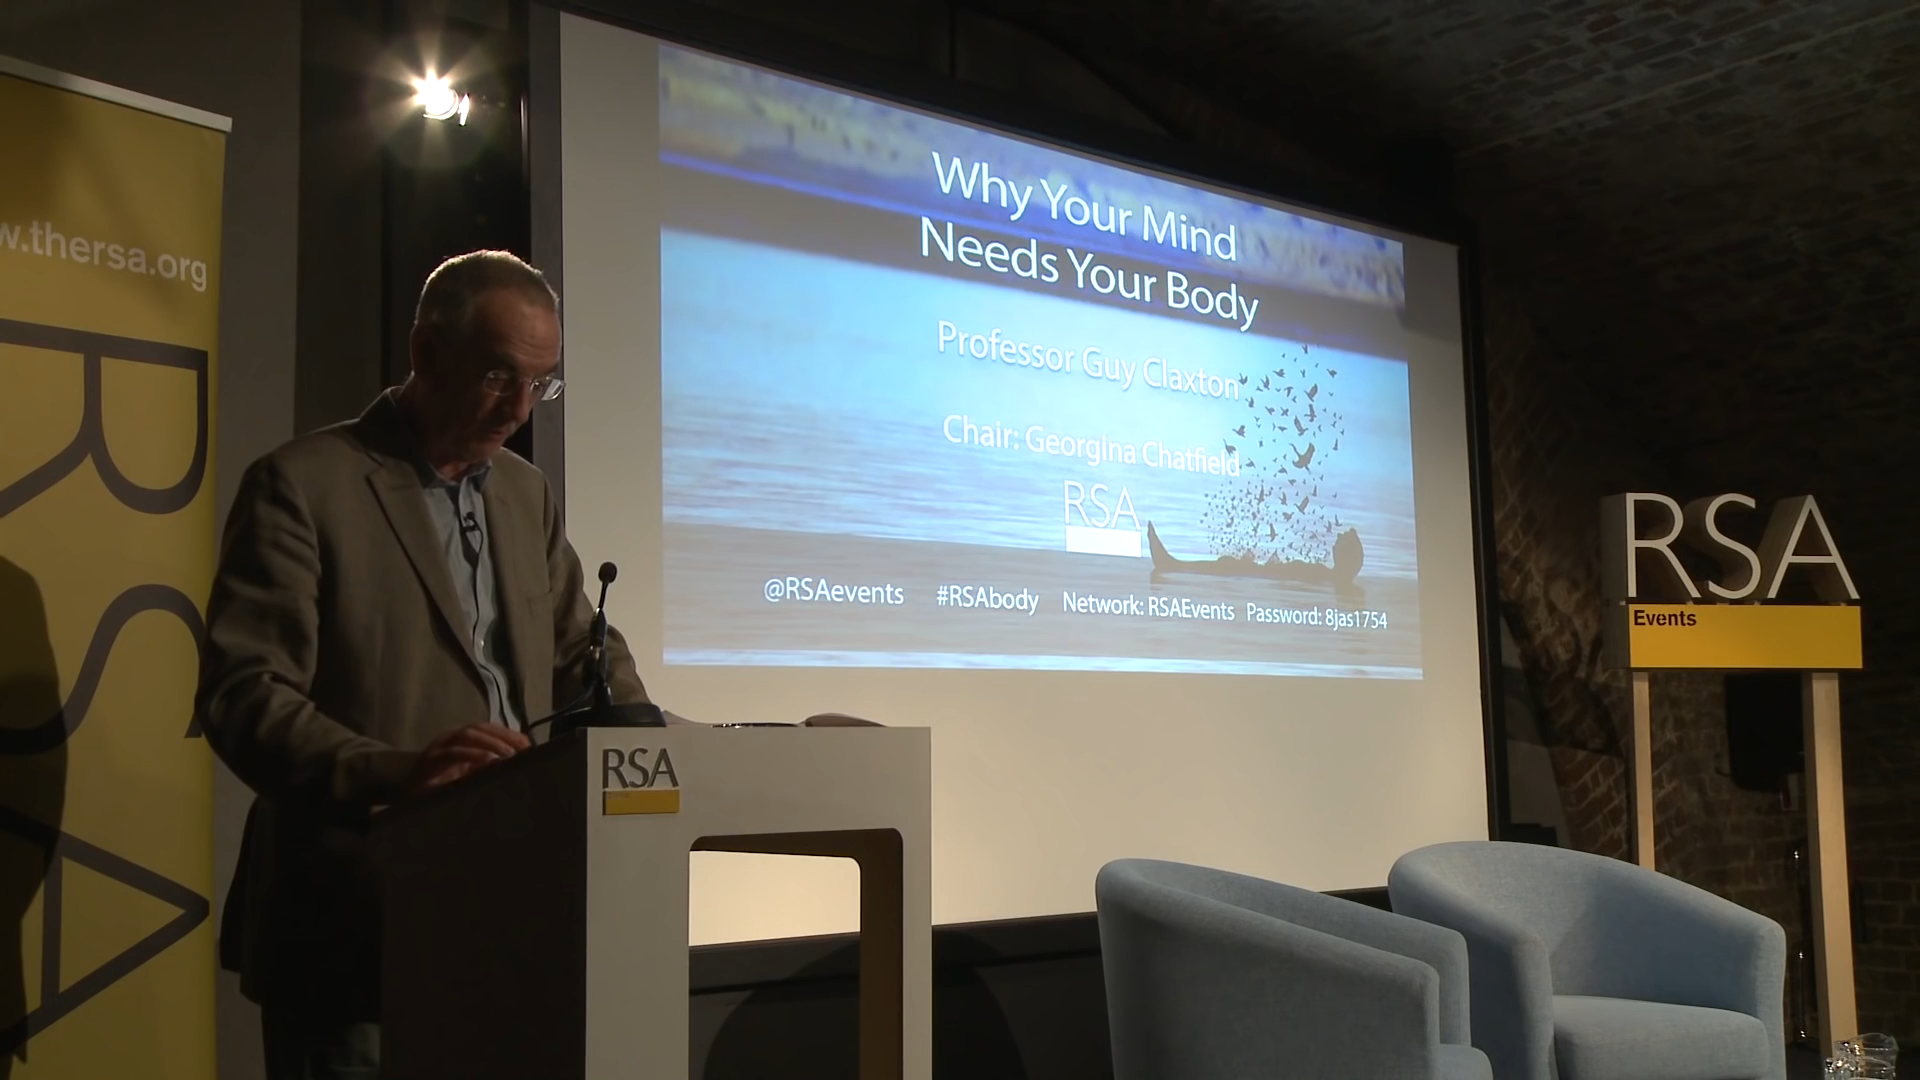 w.thersa.org
RSA
Why Your Mind
Needs Your Body
Professor Guy Claxton
Chair: Georgina Chatfield
RSA
@RSAevents #RSAbody Network: RSAEvents Password: 8jas1754
RSA
RSA
Events